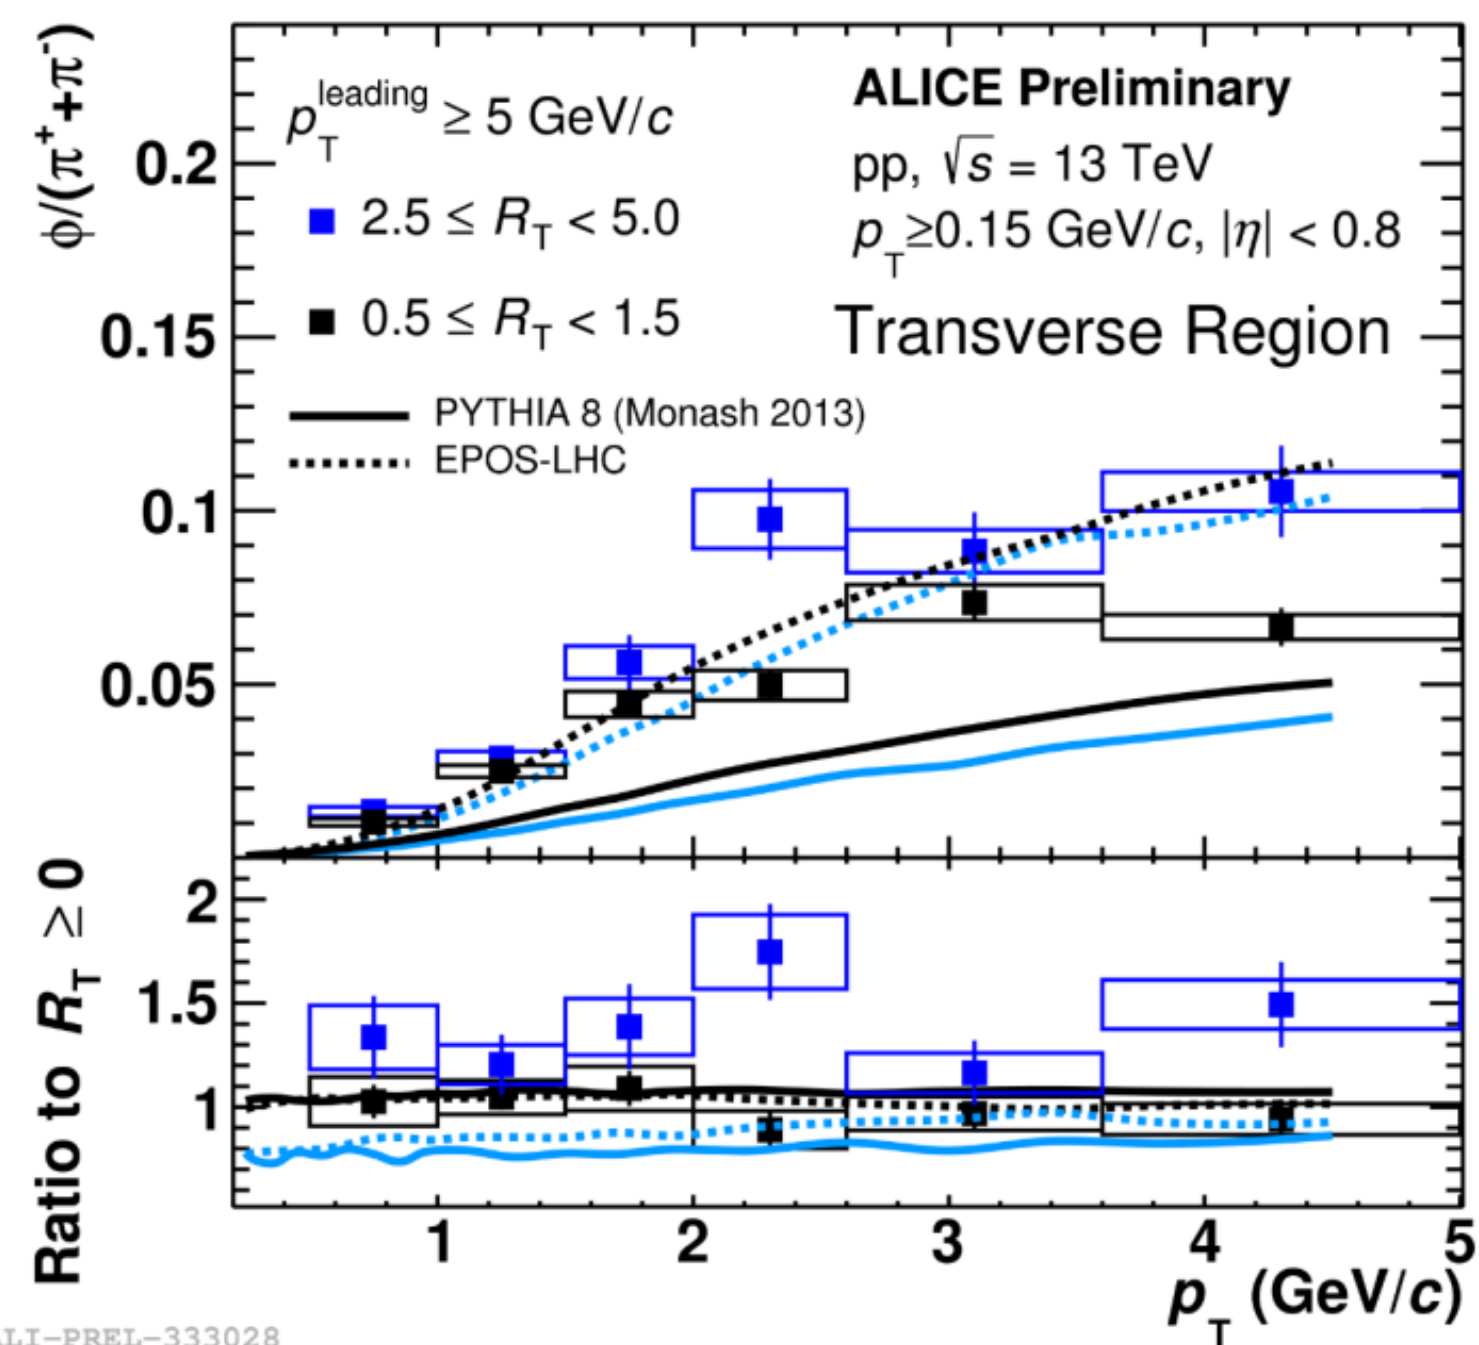 ϕ/(π⁺+π⁻)
p_T^leading ≥ 5 GeV/c
2.5 ≤ R_T < 5.0
0.5 ≤ R_T < 1.5
PYTHIA 8 (Monash 2013)
EPOS-LHC
ALICE Preliminary
pp, √s = 13 TeV
p_T≥0.15 GeV/c, |η| < 0.8
Transverse Region
0.2
0.15
0.1
0.05
Ratio to R_T ≥ 0
2
1.5
1
1 2 3 4 5
p_T (GeV/c)
ALI-PREL-333028